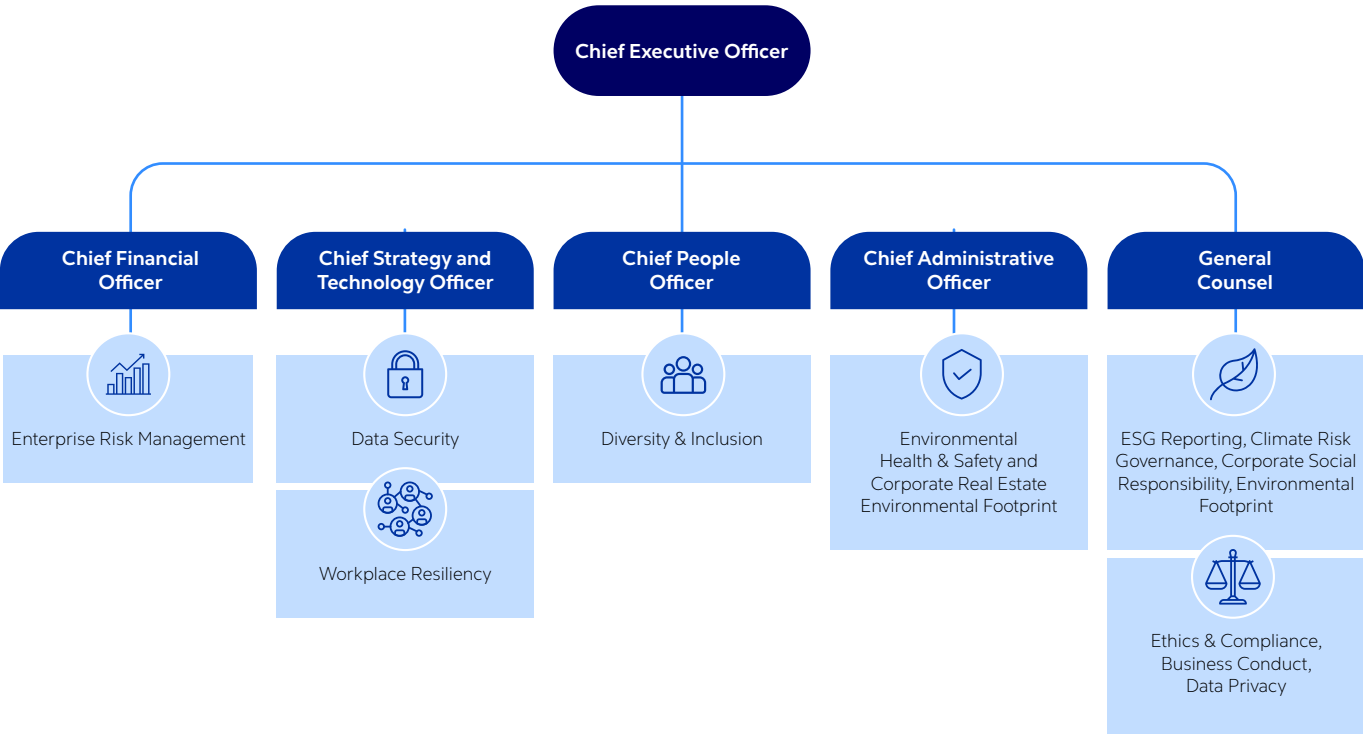 Chief Executive Officer
Chief Financial
Officer
Enterprise Risk Management
Chief Strategy and
Technology Officer
Data Security
Workplace Resiliency
Chief People
Officer
Diversity & Inclusion
Chief Administrative
Officer
Environmental
Health & Safety and
Corporate Real Estate
Environmental Footprint
General
Counsel
ESG Reporting, Climate Risk
Governance, Corporate Social
Responsibility, Environmental
Footprint
Ethics & Compliance,
Business Conduct,
Data Privacy